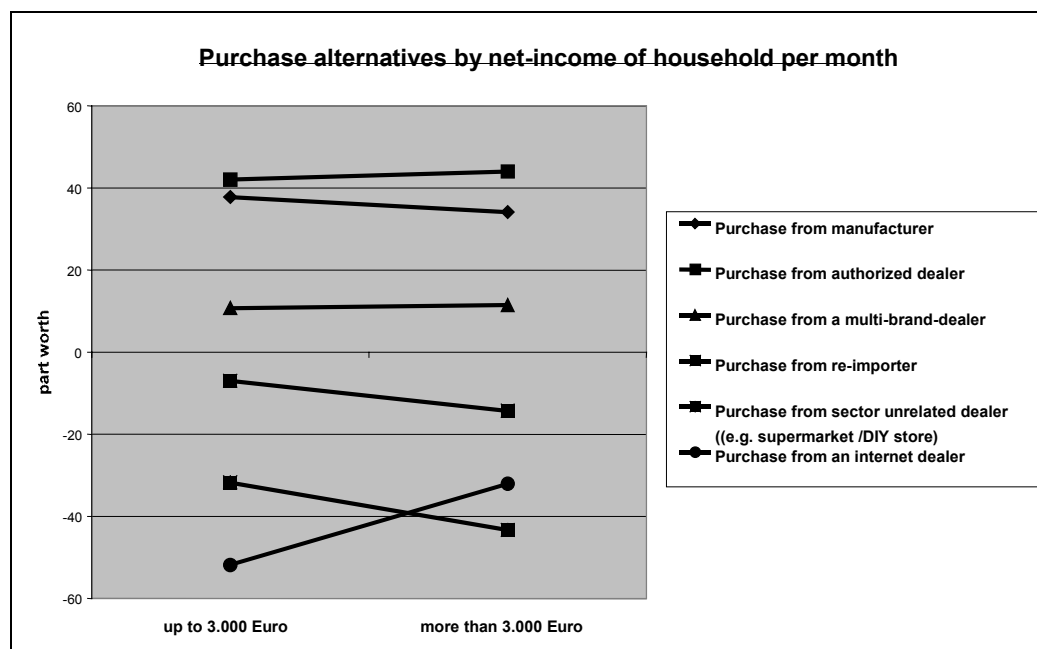 Purchase alternatives by net-income of household per month
60
40
20
0
-20
-40
-60
part worth
up to 3.000 Euro
more than 3.000 Euro
Purchase from manufacturer
Purchase from authorized dealer
Purchase from a multi-brand-dealer
Purchase from re-importer
Purchase from sector unrelated dealer
((e.g. supermarket /DIY store)
Purchase from an internet dealer